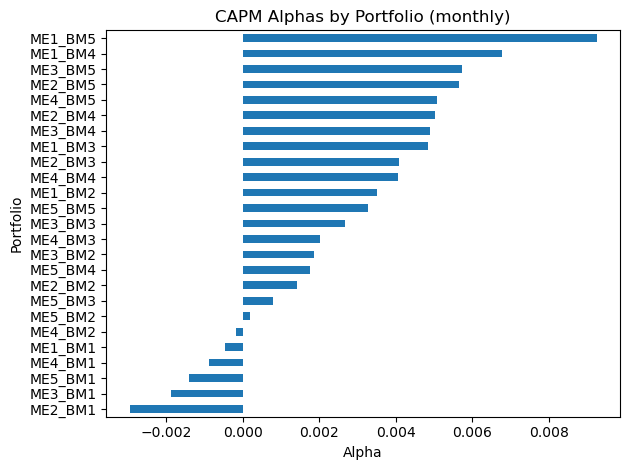 CAPM Alphas by Portfolio (monthly)
ME1_BM5
ME1_BM4
ME3_BM5
ME2_BM5
ME4_BM5
ME2_BM4
ME3_BM4
ME1_BM3
ME2_BM3
ME4_BM4
ME1_BM2
ME5_BM5
ME3_BM3
ME4_BM3
ME3_BM2
ME5_BM4
ME2_BM2
ME5_BM3
ME5_BM2
ME4_BM2
ME1_BM1
ME4_BM1
ME5_BM1
ME3_BM1
ME2_BM1
Portfolio
−0.002 0.000 0.002 0.004 0.006 0.008
Alpha